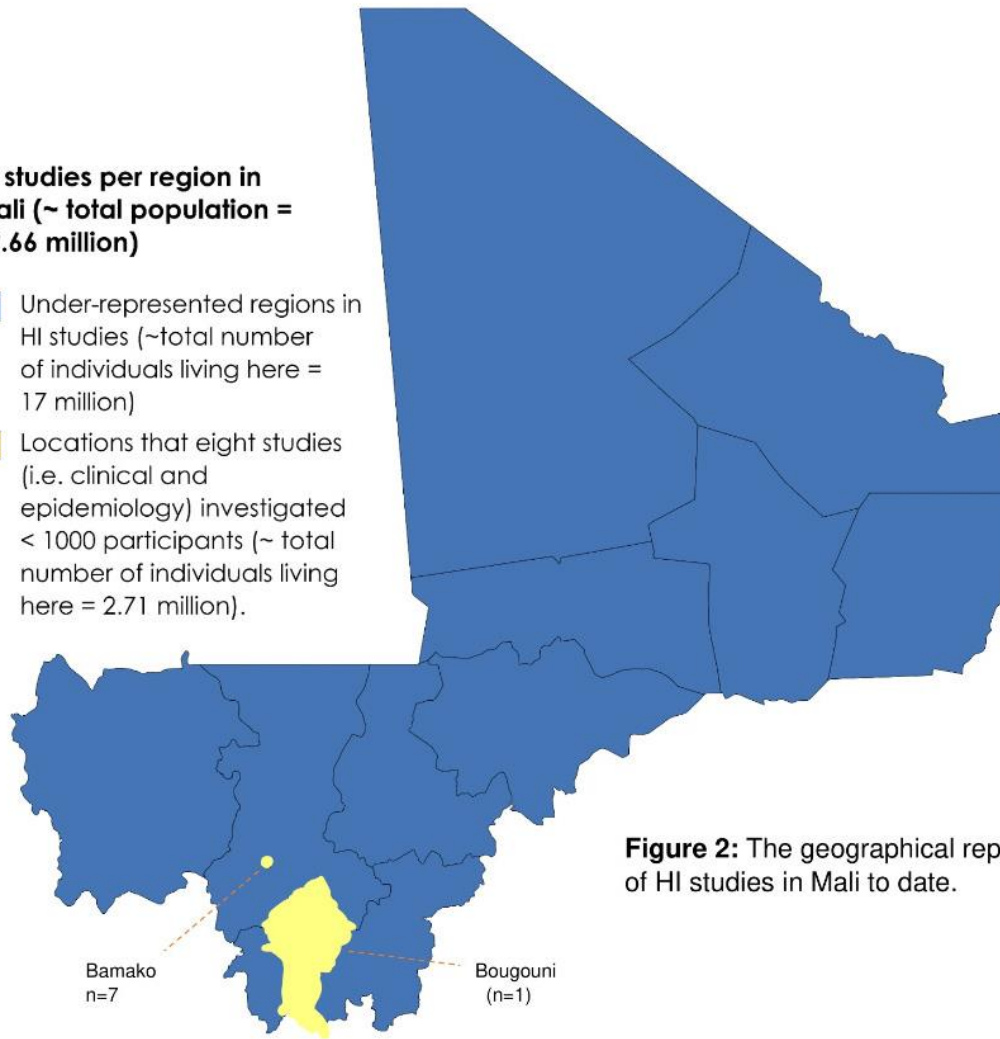 studies per region in
ali (~ total population =
.66 million)
Under-represented regions in
HI studies (~total number
of individuals living here =
17 million)
Locations that eight studies
(i.e. clinical and
epidemiology) investigated
< 1000 participants (~ total
number of individuals living
here = 2.71 million).
Figure 2: The geographical rep
of HI studies in Mali to date.
Bamako
n=7
Bougouni
(n=1)